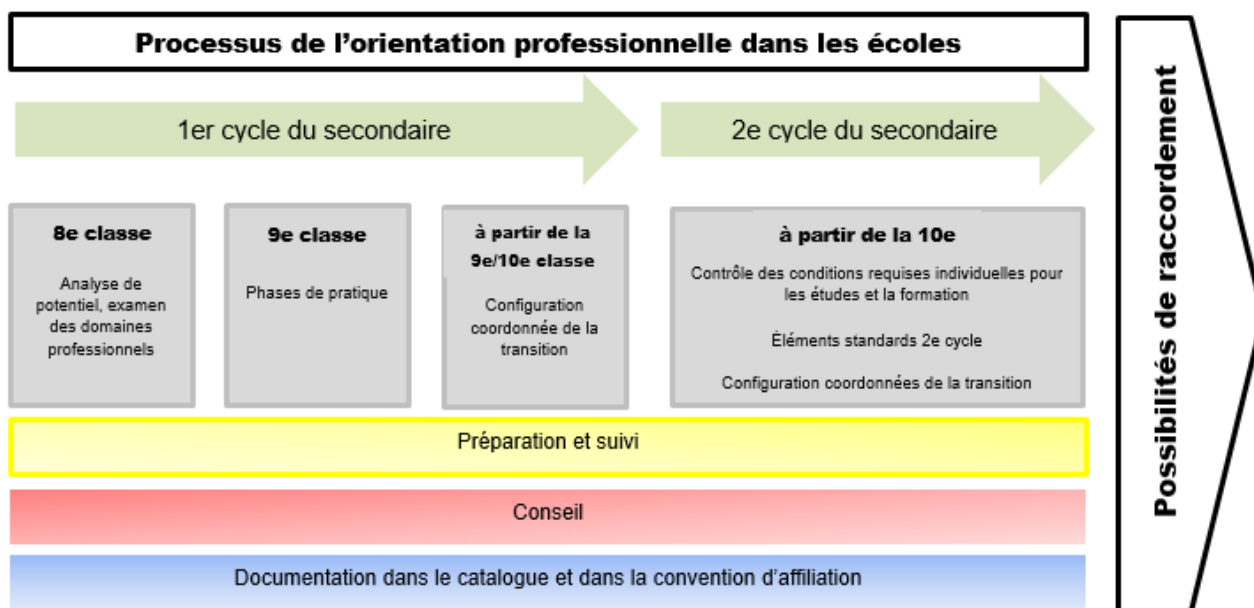 Processus de l'orientation professionnelle dans les écoles
1er cycle du secondaire
2e cycle du secondaire
8e classe
Analyse de
potentiel, examen
des domaines
professionnels
9e classe
Phases de pratique
à partir de la
9e/10e classe
Configuration
coordonnée de la
transition
à partir de la 10e
Contrôle des conditions requises individuelles pour
les études et la formation
Éléments standards 2e cycle
Configuration coordonnées de la transition
Préparation et suivi
Conseil
Documentation dans le catalogue et dans la convention d'affiliation
Possibilités de raccordement